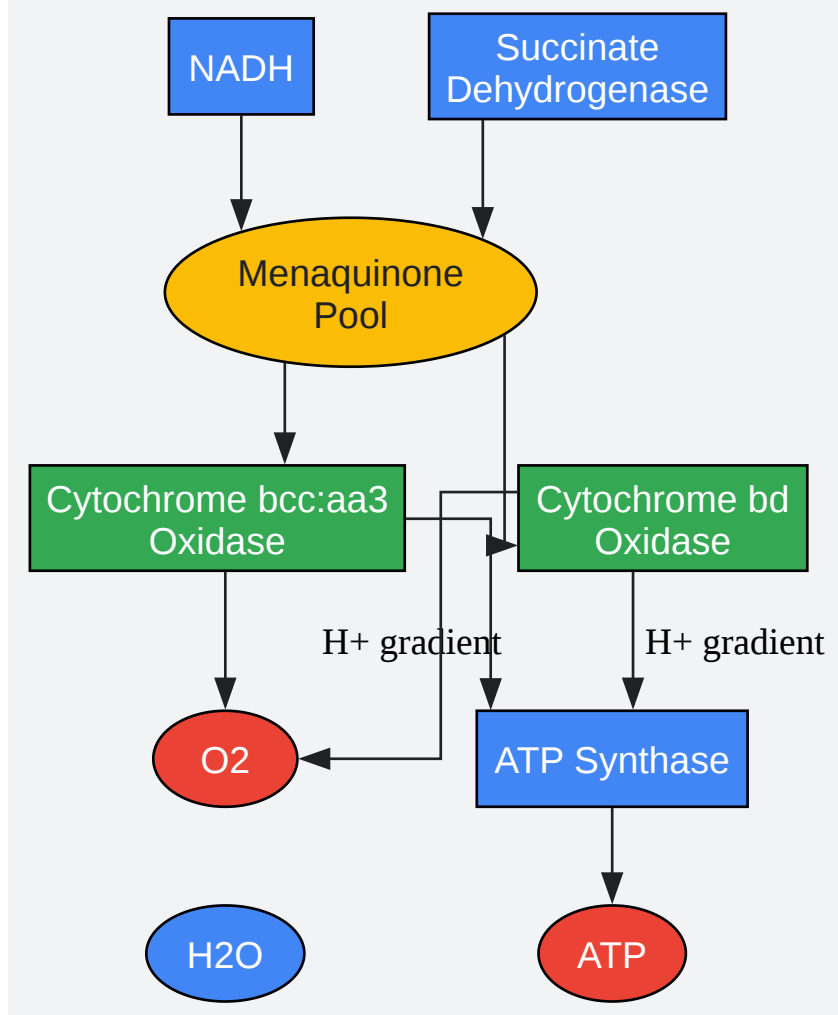 NADH
Succinate
Dehydrogenase
Menaquinone
Pool
Cytochrome bcc:aa3
Oxidase
Cytochrome bd
Oxidase
H+ gradient
H+ gradient
O2
ATP Synthase
H2O
ATP